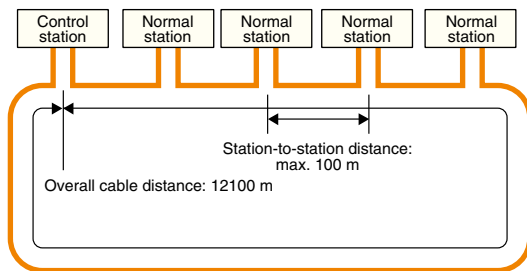 Control
station
Normal
station
Normal
station
Normal
station
Normal
station
Station-to-station distance:
max. 100 m
Overall cable distance: 12100 m